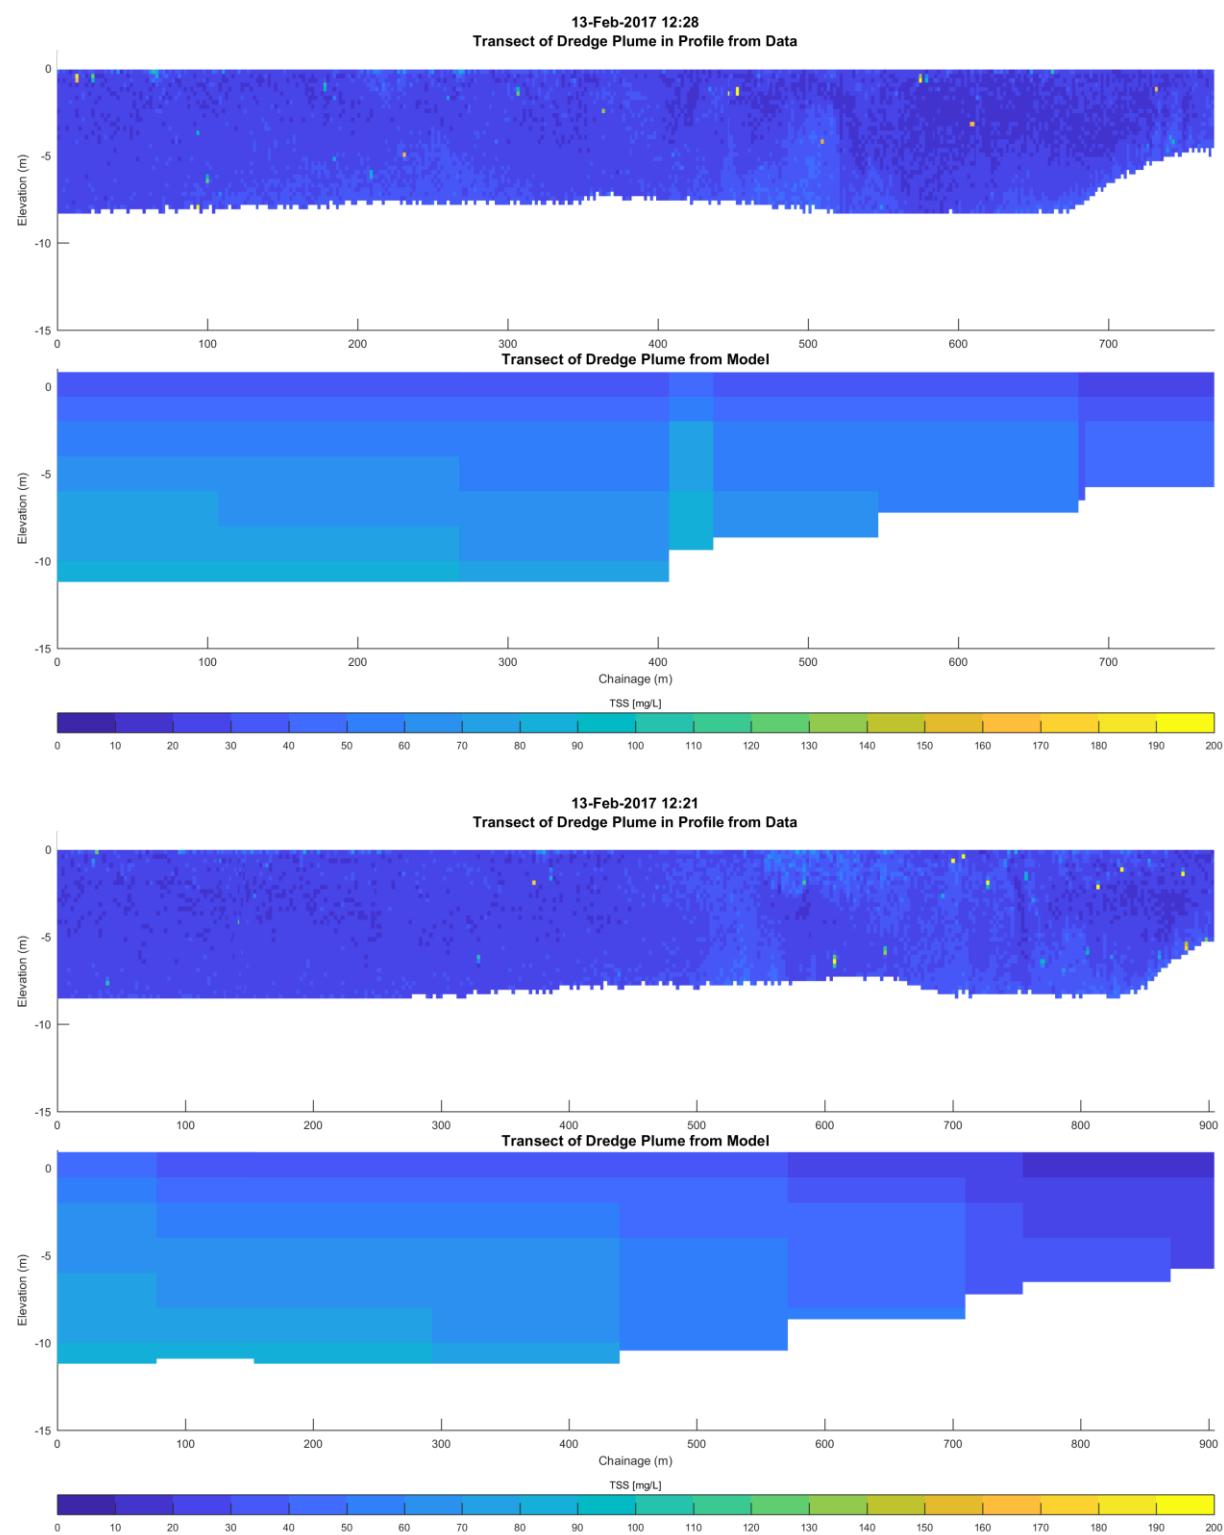 13-Feb-2017 12:28
Transect of Dredge Plume in Profile from Data
0
-5
-10
-15
Elevation (m)
0 100 200 300 400 500 600 700
Transect of Dredge Plume from Model
0
-5
-10
-15
Elevation (m)
0 100 200 300 400 500 600 700
Chainage (m)
TSS [mg/L]
0 10 20 30 40 50 60 70 80 90 100 110 120 130 140 150 160 170 180 190 200
13-Feb-2017 12:21
Transect of Dredge Plume in Profile from Data
0
-5
-10
-15
Elevation (m)
0 100 200 300 400 500 600 700 800 900
Transect of Dredge Plume from Model
0
-5
-10
-15
Elevation (m)
0 100 200 300 400 500 600 700 800 900
Chainage (m)
TSS [mg/L]
0 10 20 30 40 50 60 70 80 90 100 110 120 130 140 150 160 170 180 190 200